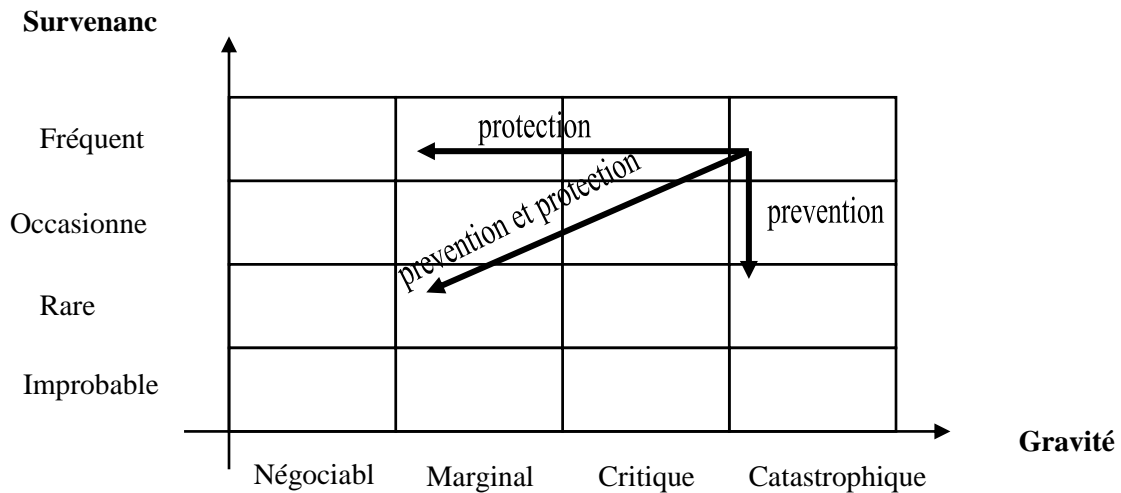 Survenanc
Fréquent
protection
prevention et protection
prevention
Occasionne
Rare
Improbable
Gravité
Négociabl
Marginal
Critique
Catastrophique